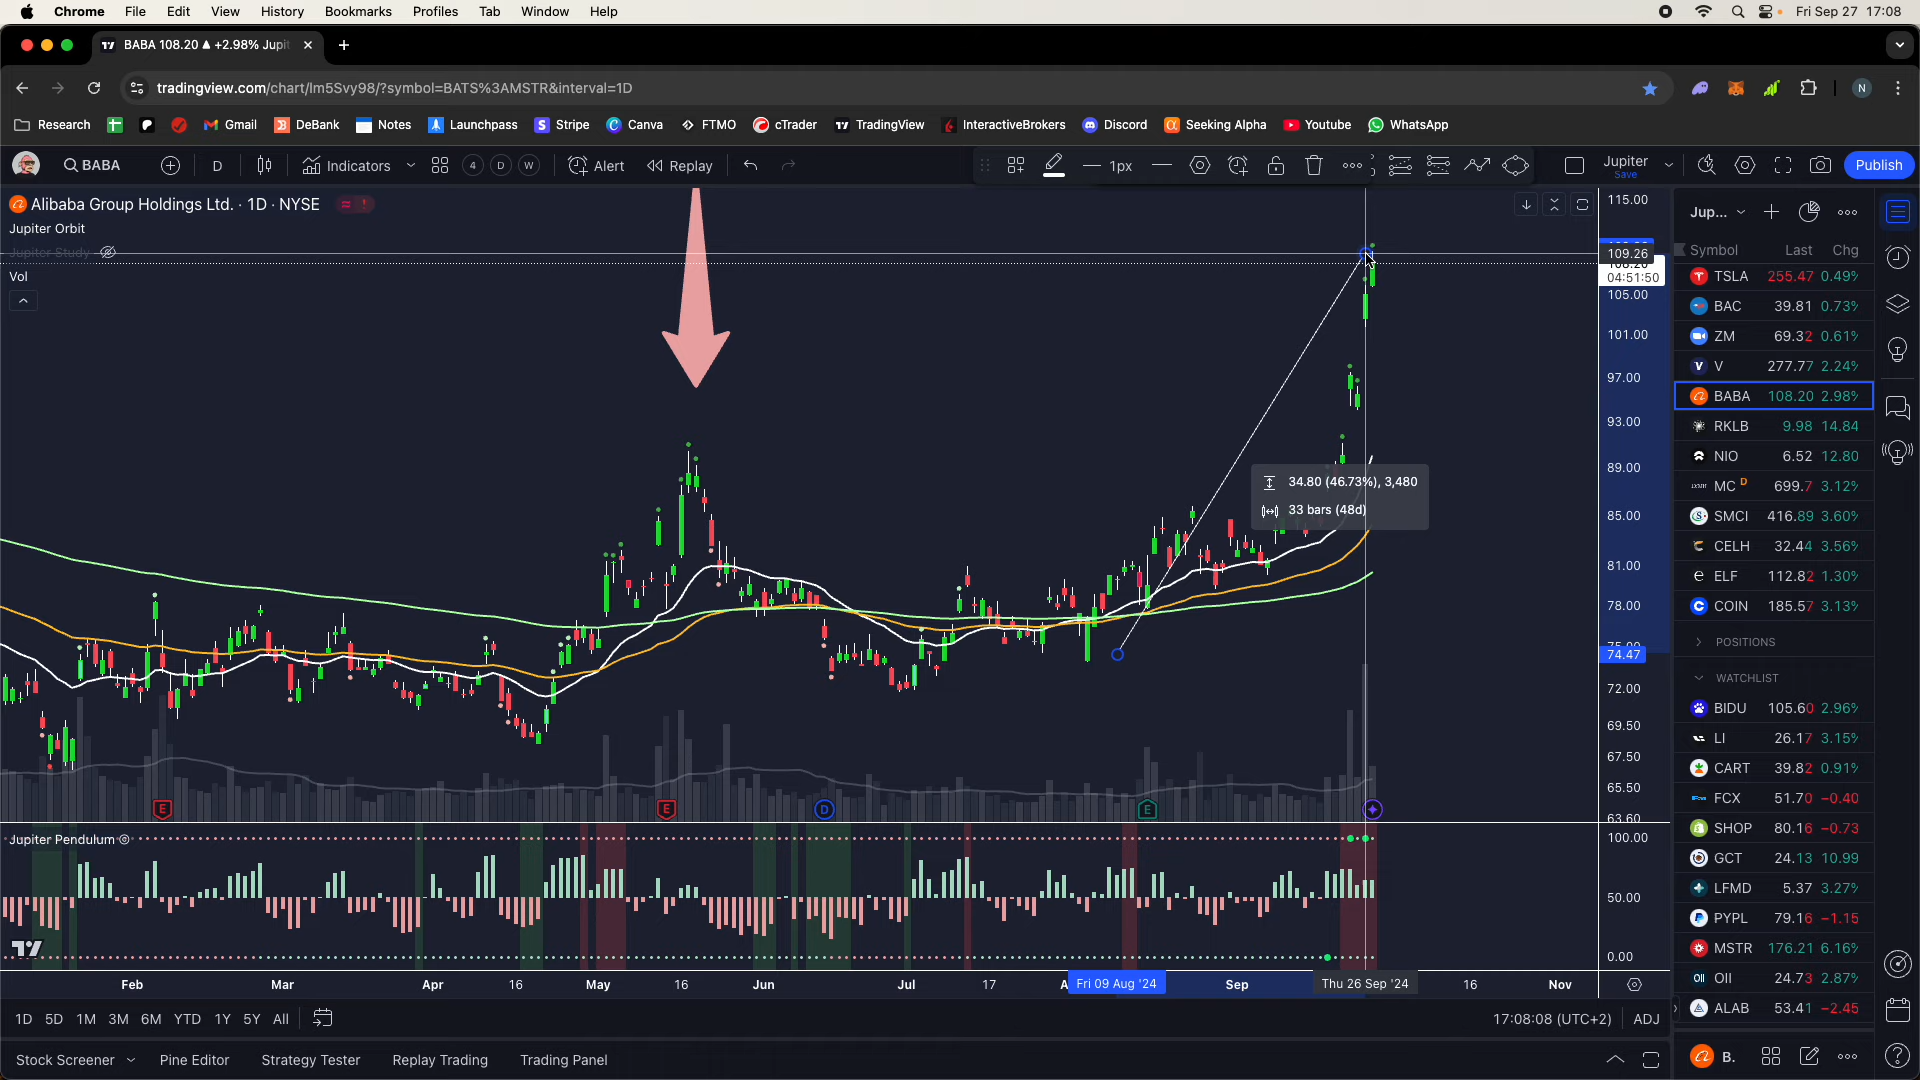 Chrome File Edit View History Bookmarks Profiles Tab Window Help Fri Sep 27 17:08
BABA 108.20 ▲ +2.98% Jupit
tradingview.com/chart/lm5Svy98/?symbol=BATS%3AMSTR&interval=1D
N
Research Gmail DeBank Notes Launchpass Stripe Canva FTMO cTrader TradingView InteractiveBrokers Discord Seeking Alpha Youtube WhatsApp
BABA D Indicators 4 D W Alert Replay 1px Jupiter Save Publish
Alibaba Group Holdings Ltd. · 1D · NYSE
Jupiter Orbit
Jupiter Study
Vol
34.80 (46.73%), 3,480
33 bars (48d)
115.00
109.26
108.20
04:51:50
105.00
101.00
97.00
93.00
89.00
85.00
81.00
78.00
75.00
74.47
72.00
69.50
67.50
65.50
63.60
E E D E
Jupiter Pendulum
100.00
50.00
0.00
Feb Mar Apr 16 May 16 Jun Jul 17 A Fri 09 Aug '24 Sep Thu 26 Sep '24 16 Nov
1D 5D 1M 3M 6M YTD 1Y 5Y All 17:08:08 (UTC+2) ADJ
Stock Screener Pine Editor Strategy Tester Replay Trading Trading Panel
Jup...
Symbol Last Chg
TSLA 255.47 0.49%
BAC 39.81 0.73%
ZM 69.32 0.61%
V 277.77 2.24%
BABA 108.20 2.98%
RKLB 9.98 14.84
NIO 6.52 12.80
MC D 699.7 3.12%
SMCI 416.89 3.60%
CELH 32.44 3.56%
ELF 112.82 1.30%
COIN 185.57 3.13%
POSITIONS
WATCHLIST
BIDU 105.60 2.96%
LI 26.17 3.15%
CART 39.82 0.91%
FCX 51.70 −0.40
SHOP 80.16 −0.73
GCT 24.13 10.99
LFMD 5.37 3.27%
PYPL 79.16 −1.15
MSTR 176.21 6.16%
OII 24.73 2.87%
ALAB 53.41 −2.45
B.